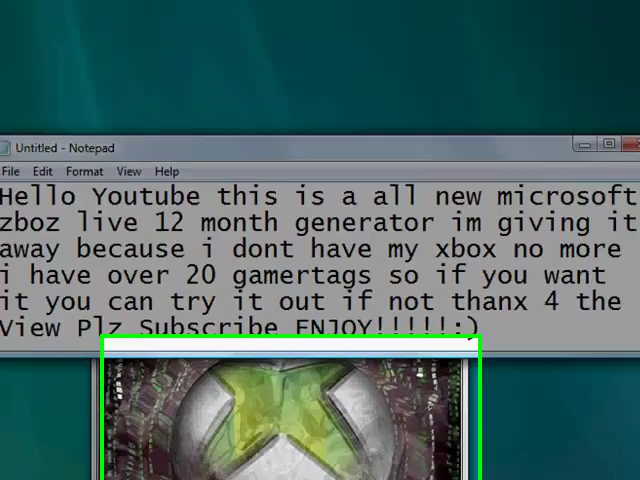 Untitled - Notepad
File Edit Format View Help
Hello Youtube this is a all new microsoft
zboz live 12 month generator im giving it
away because i dont have my xbox no more
i have over 20 gamertags so if you want
it you can try it out if not thanx 4 the
View Plz Subscribe ENJOY!!!!!:)